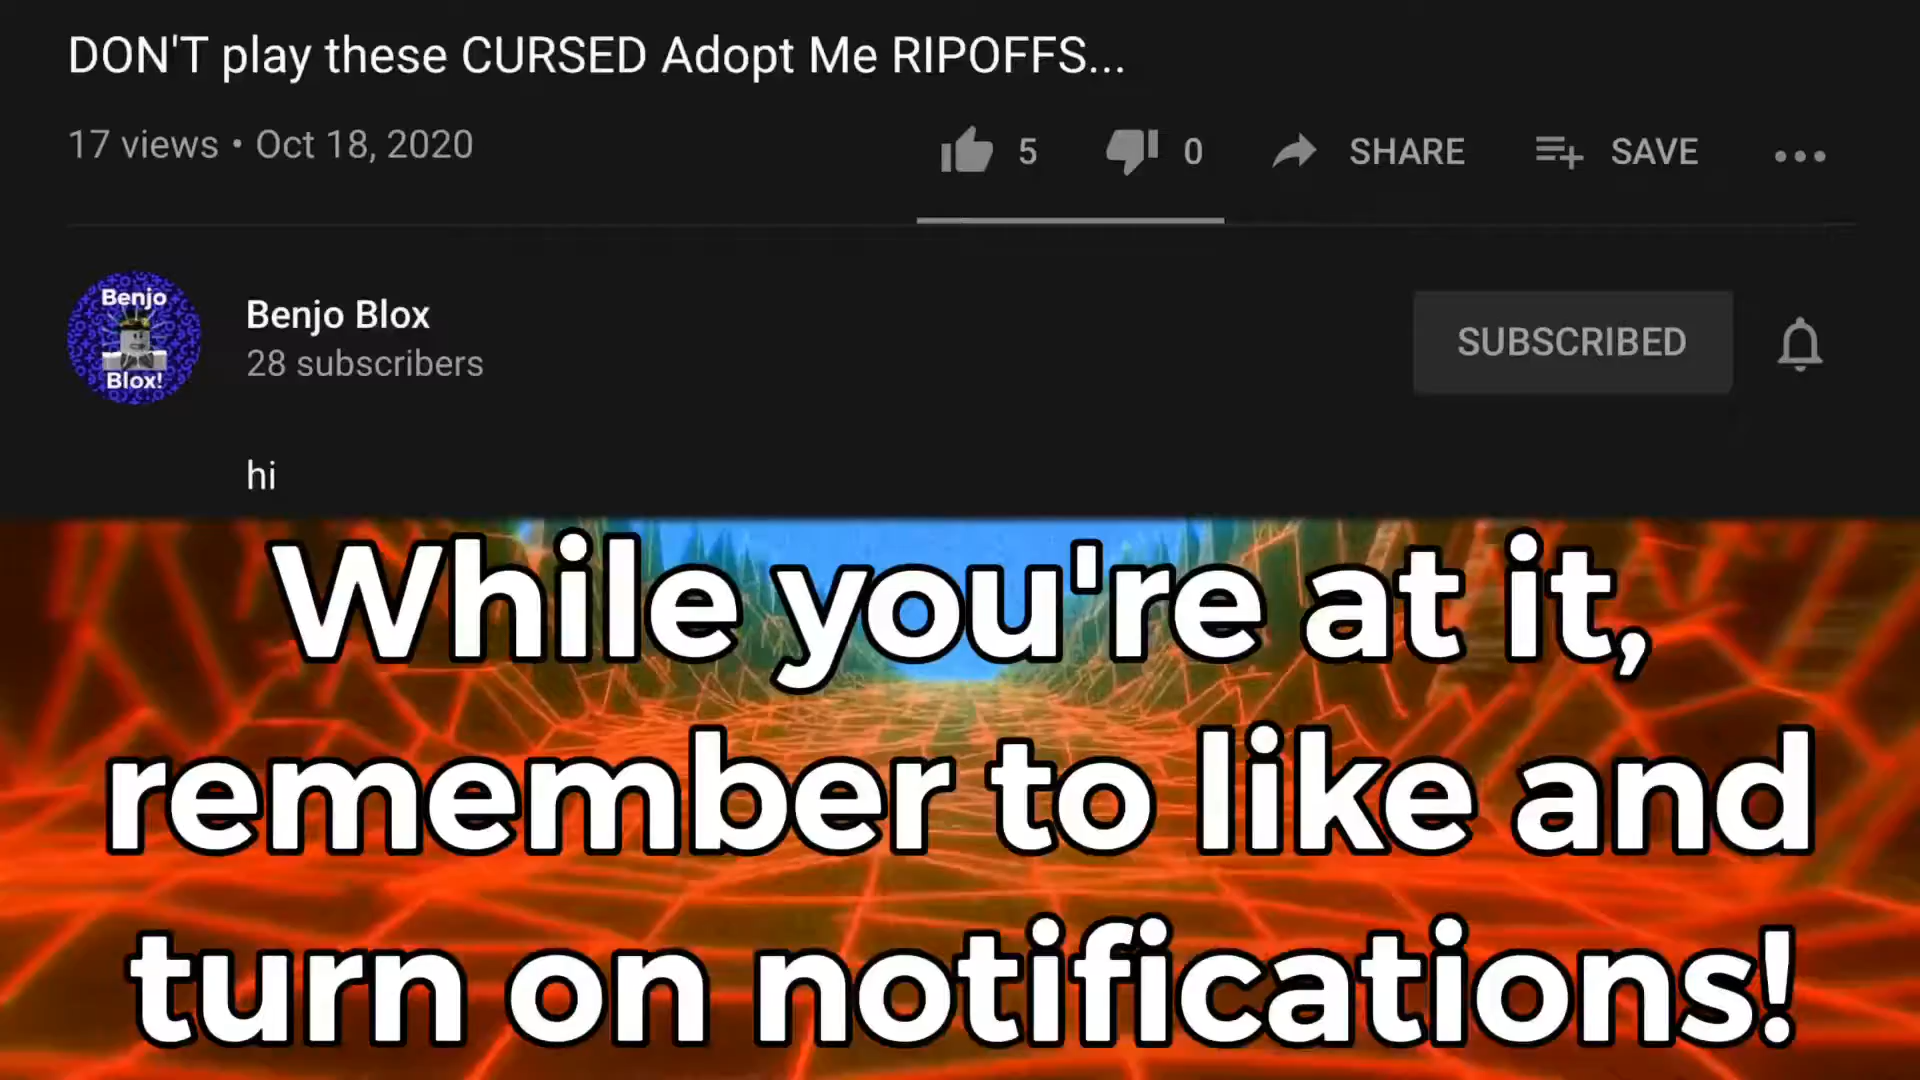 DON'T play these CURSED Adopt Me RIPOFFS...
17 views • Oct 18, 2020
5
0
SHARE
SAVE
Benjo
Blox!
Benjo Blox
28 subscribers
SUBSCRIBED
hi
While you're at it,
remember to like and
turn on notifications!